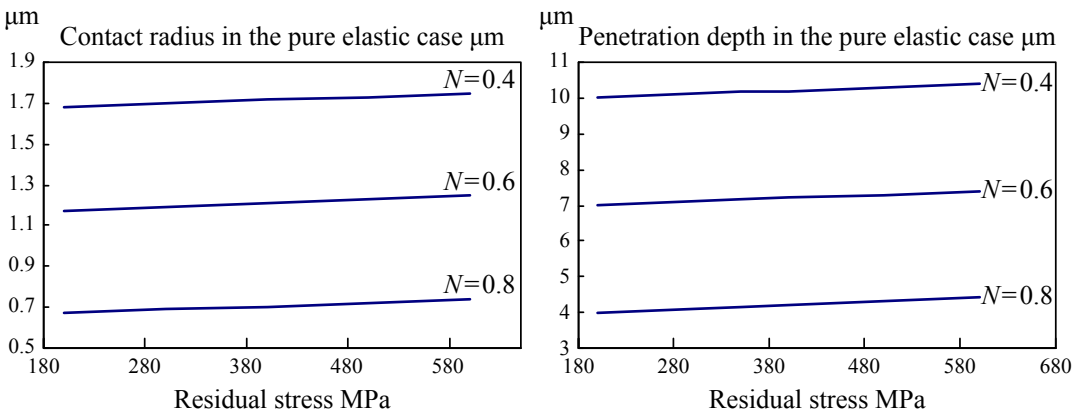 μm
Contact radius in the pure elastic case μm
1.9
1.7
1.5
1.3
1.1
0.9
0.7
0.5
N=0.4
N=0.6
N=0.8
180 280 380 480 580
Residual stress MPa
μm
Penetration depth in the pure elastic case μm
11
10
9
8
7
6
5
4
3
N=0.4
N=0.6
N=0.8
180 280 380 480 580 680
Residual stress MPa